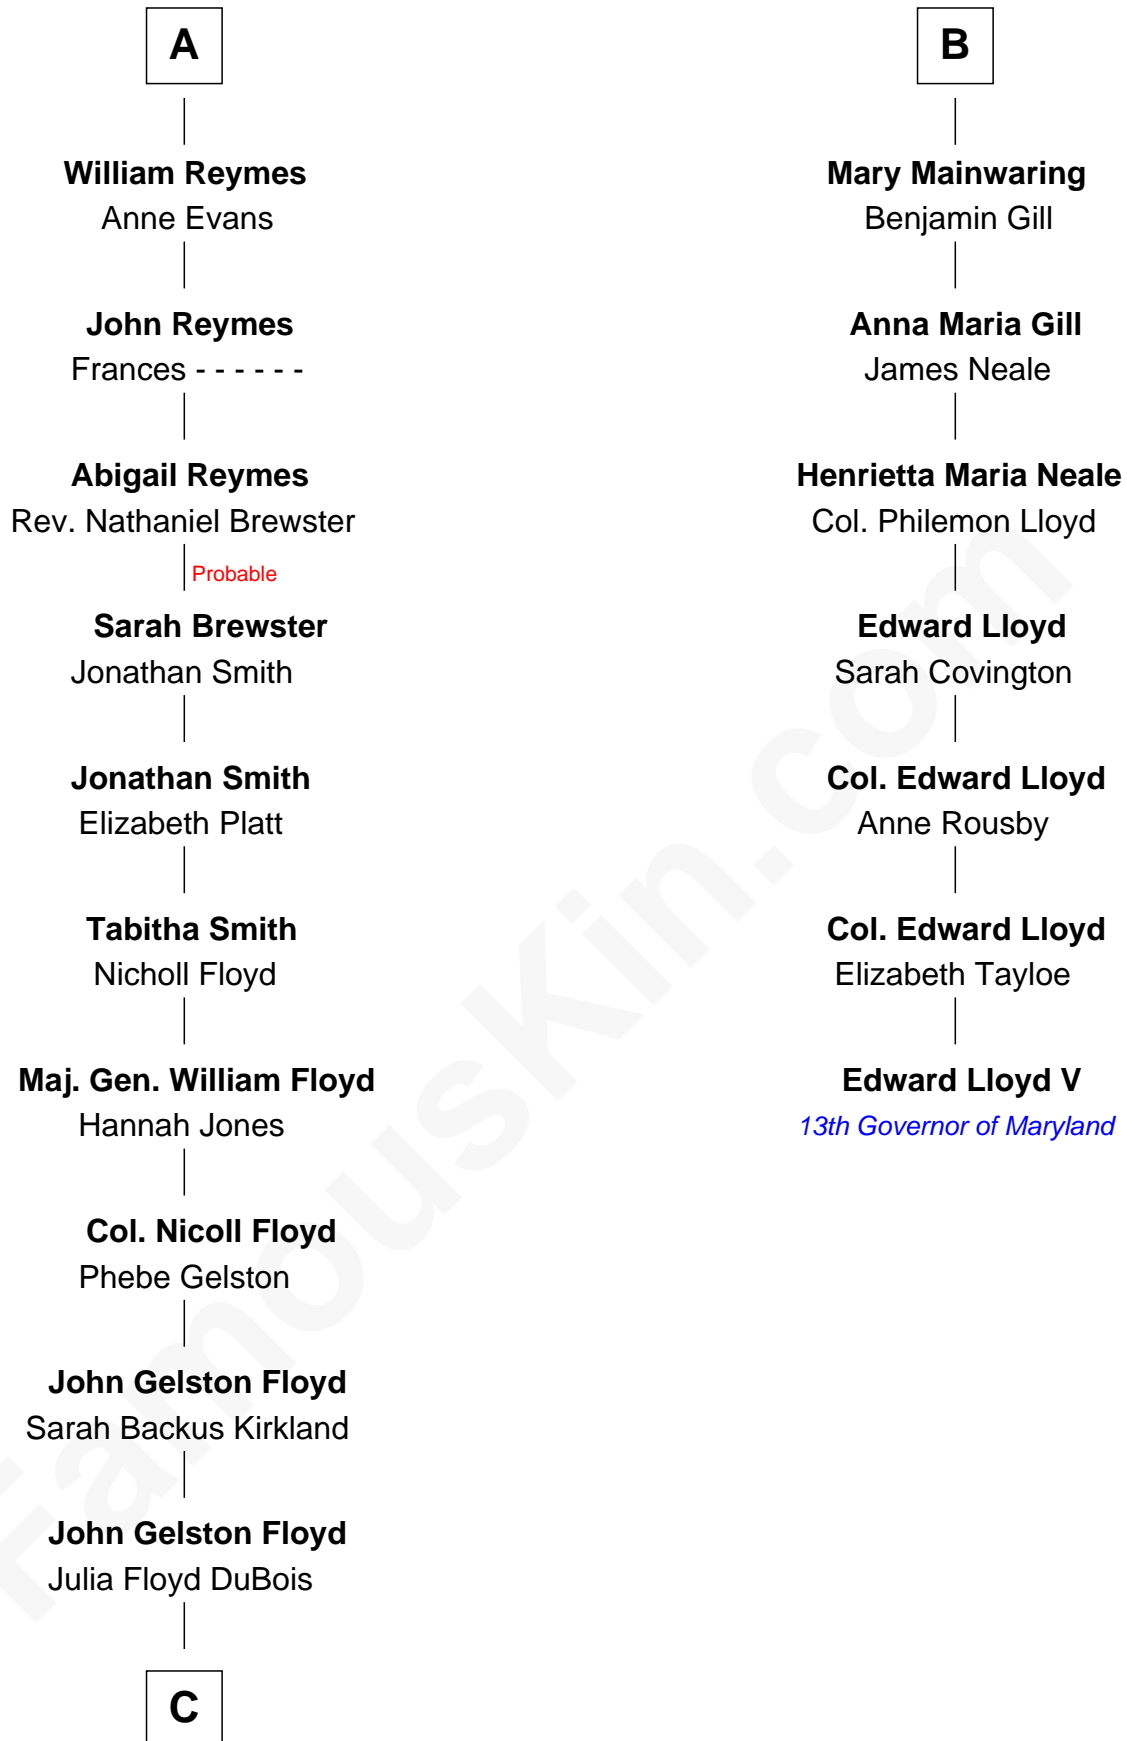 A
William Reymes
Anne Evans
John Reymes
Frances - - - - - -
Abigail Reymes
Rev. Nathaniel Brewster
Probable
Sarah Brewster
Jonathan Smith
Jonathan Smith
Elizabeth Platt
Tabitha Smith
Nicholl Floyd
Maj. Gen. William Floyd
Hannah Jones
Col. Nicoll Floyd
Phebe Gelston
John Gelston Floyd
Sarah Backus Kirkland
John Gelston Floyd
Julia Floyd DuBois
C
B
Mary Mainwaring
Benjamin Gill
Anna Maria Gill
James Neale
Henrietta Maria Neale
Col. Philemon Lloyd
Edward Lloyd
Sarah Covington
Col. Edward Lloyd
Anne Rousby
Col. Edward Lloyd
Elizabeth Tayloe
Edward Lloyd V
13th Governor of Maryland
FamousKin.com